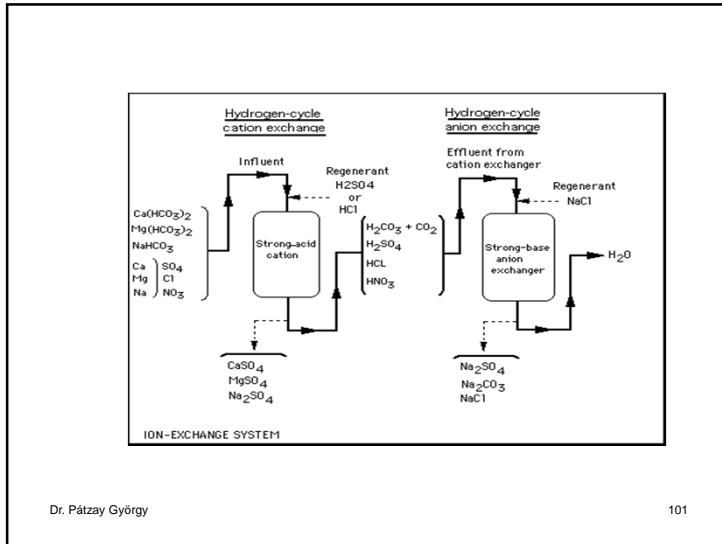 Hydrogen-cycle
cation exchange
Influent
Regenerant
H2SO4
or
HCl
Ca(HCO3)2
Mg(HCO3)2
NaHCO3
Ca SO4
Mg Cl
Na NO3
Strong-acid
cation
CaSO4
MgSO4
Na2SO4
Hydrogen-cycle
anion exchange
Effluent from
cation exchanger
Regenerant
NaCl
H2CO3 + CO2
H2SO4
HCL
HNO3
Strong-base
anion
exchanger
H2O
Na2SO4
Na2CO3
NaCl
ION-EXCHANGE SYSTEM
Dr. Pátzay György
101